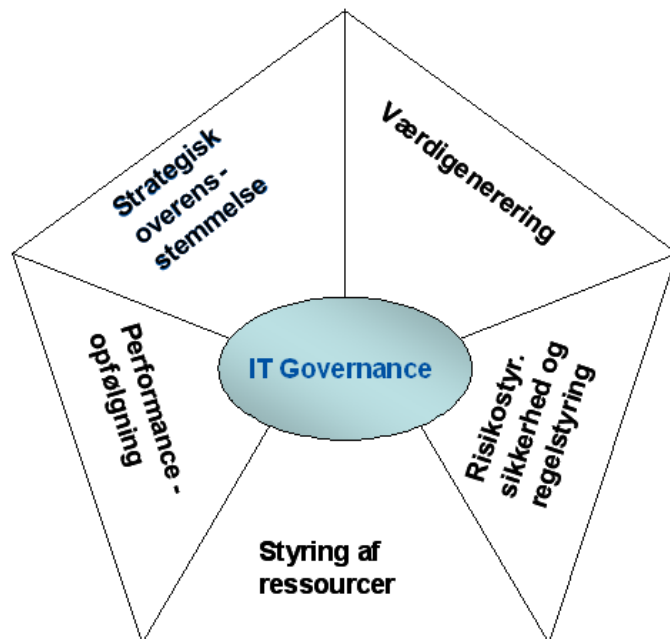 Strategisk
overens-
stemmelse
Værdigenerering
Performance-
opfølgning
IT Governance
Risikostyr.
sikkerhed og
regelstyring
Styring af
ressourcer